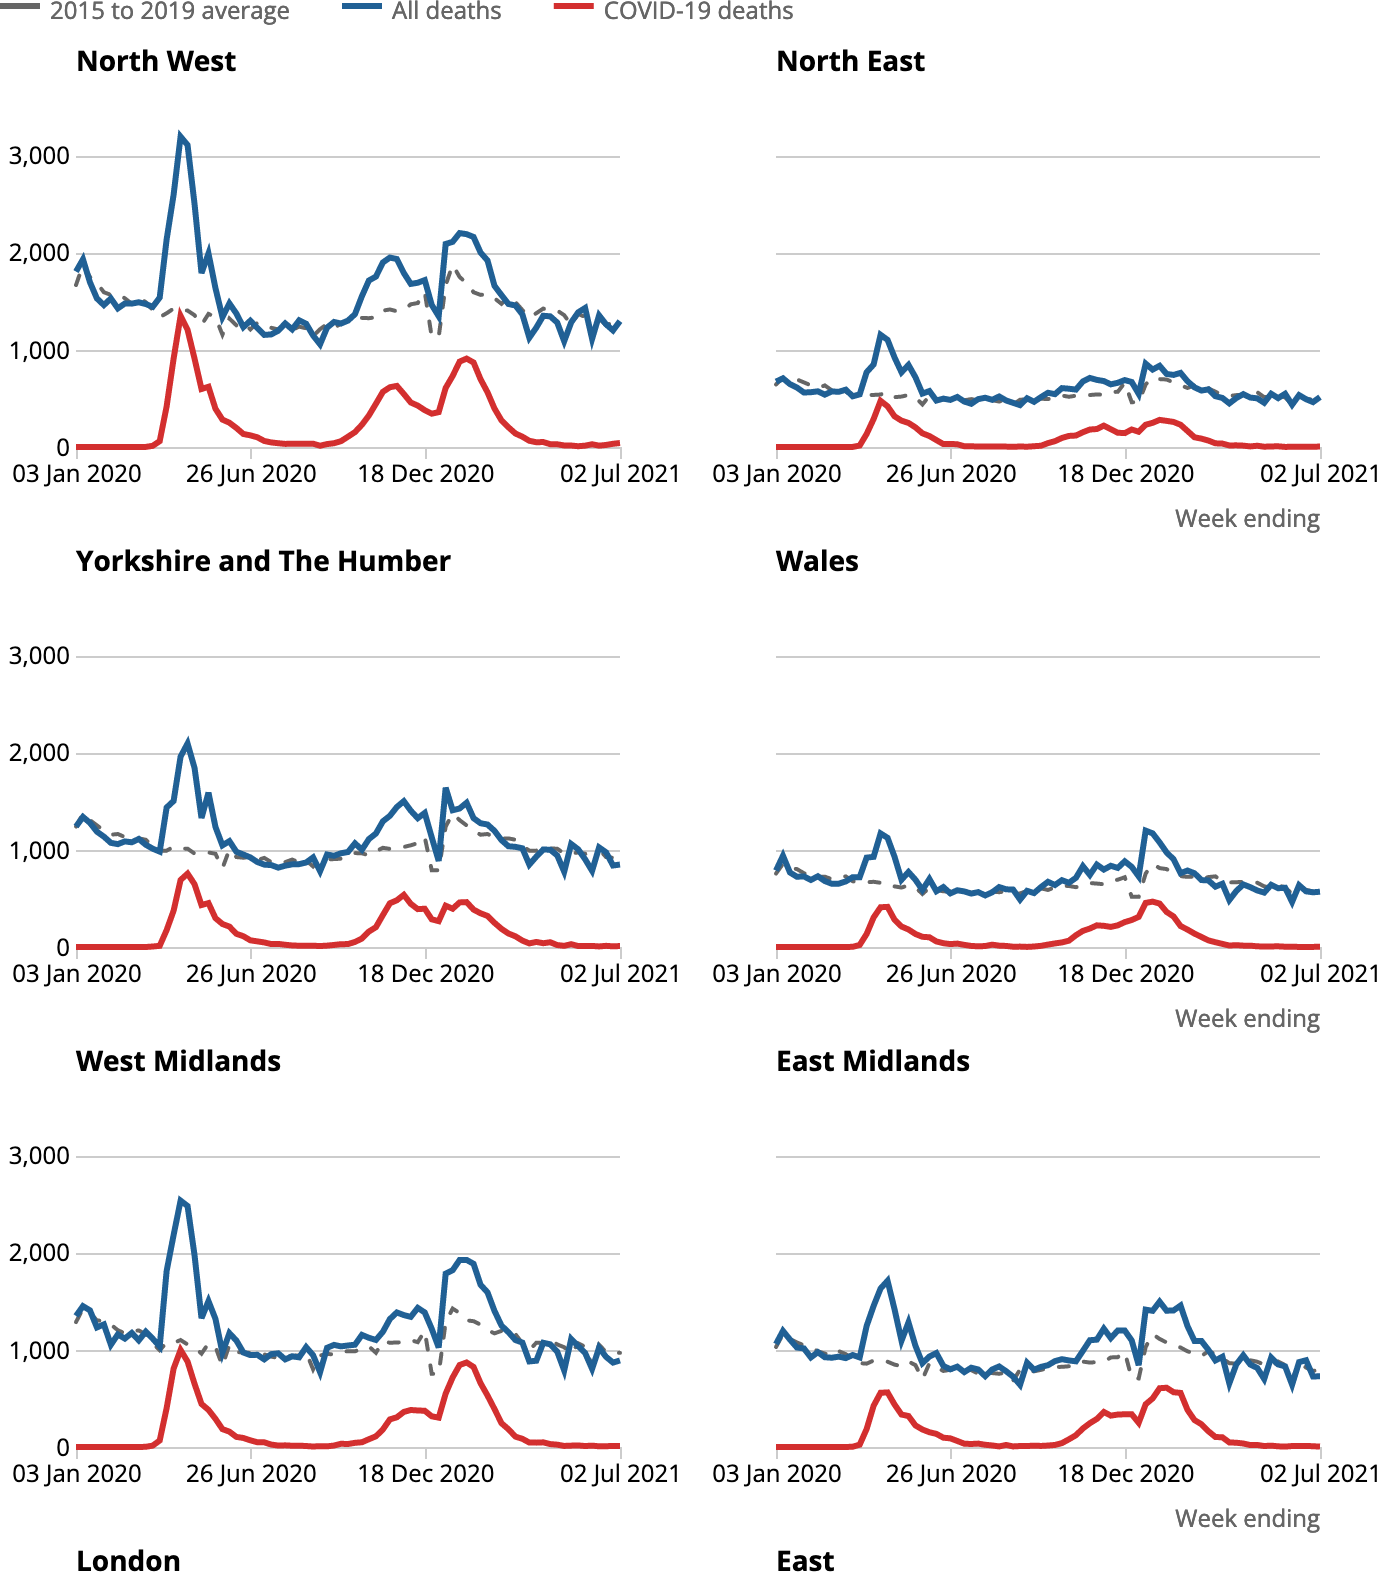 2015 to 2019 average All deaths COVID-19 deaths
North West North East
3,000
2,000
1,000
0
03 Jan 2020 26 Jun 2020 18 Dec 2020 02 Jul 2021 03 Jan 2020 26 Jun 2020 18 Dec 2020 02 Jul 2021
Week ending
Yorkshire and The Humber Wales
3,000
2,000
1,000
0
03 Jan 2020 26 Jun 2020 18 Dec 2020 02 Jul 2021 03 Jan 2020 26 Jun 2020 18 Dec 2020 02 Jul 2021
Week ending
West Midlands East Midlands
3,000
2,000
1,000
0
03 Jan 2020 26 Jun 2020 18 Dec 2020 02 Jul 2021 03 Jan 2020 26 Jun 2020 18 Dec 2020 02 Jul 2021
Week ending
London East